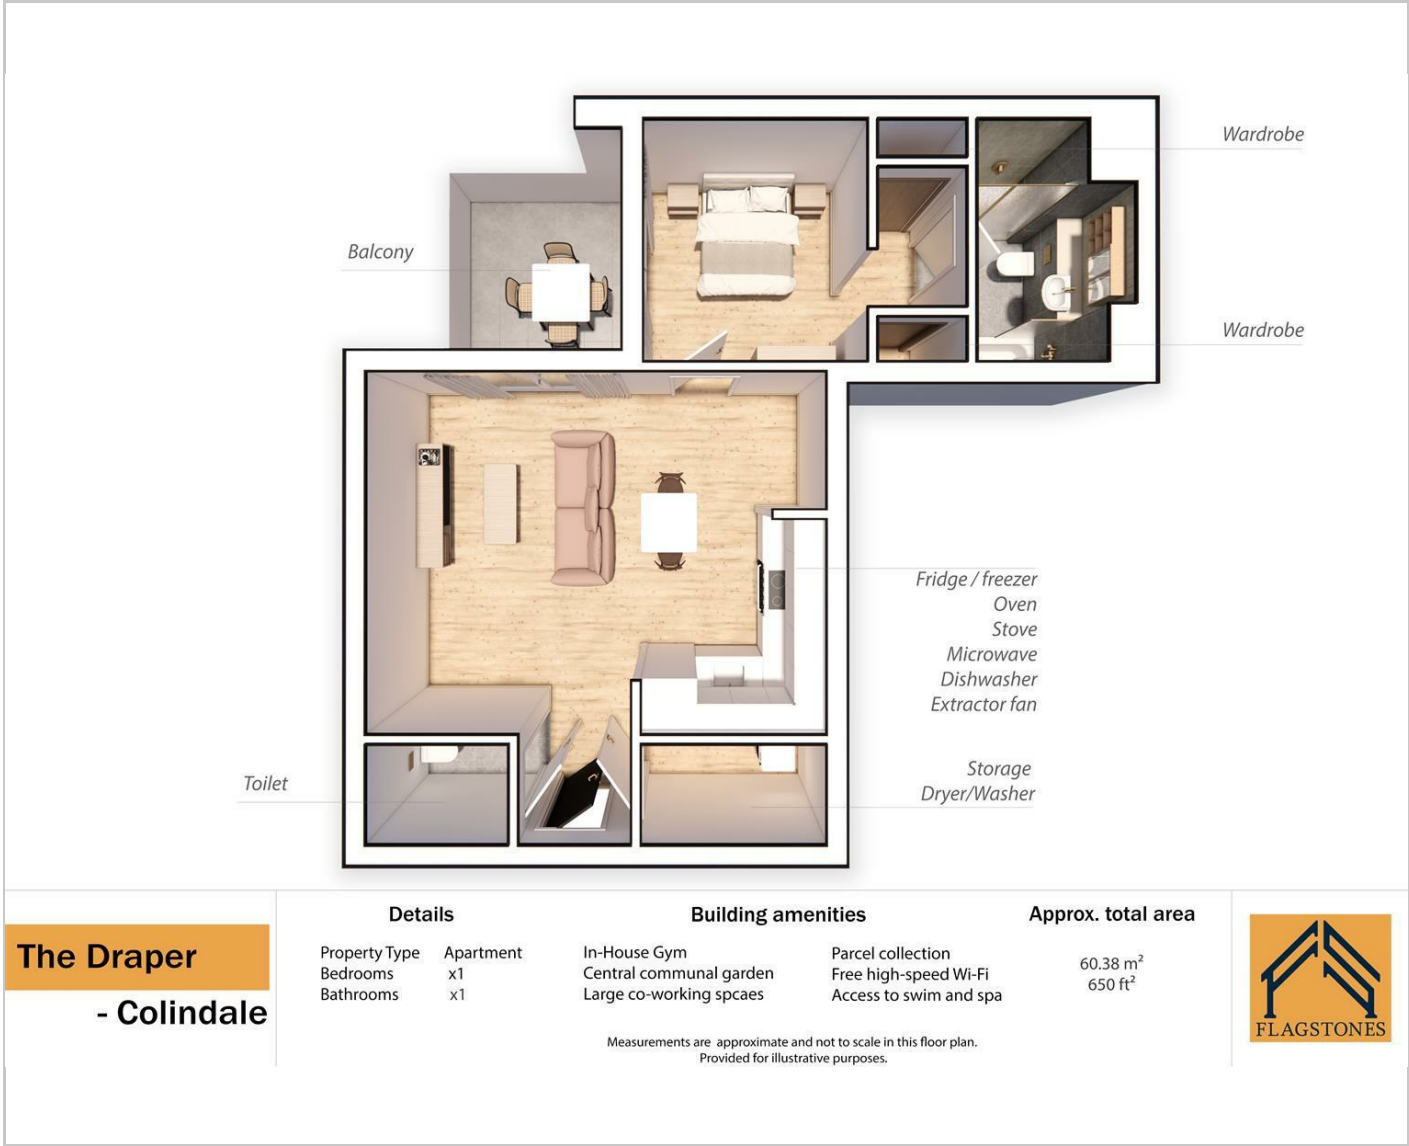 Wardrobe
Balcony
Wardrobe
Fridge / freezer
Oven
Stove
Microwave
Dishwasher
Extractor fan
Storage
Dryer/Washer
Toilet
The Draper
- Colindale
Details
Property Type Apartment
Bedrooms x1
Bathrooms x1
Building amenities
In-House Gym
Central communal garden
Large co-working spcaes
Parcel collection
Free high-speed Wi-Fi
Access to swim and spa
Approx. total area
60.38 m²
650 ft²
Measurements are approximate and not to scale in this floor plan.
Provided for illustrative purposes.
FLAGSTONES